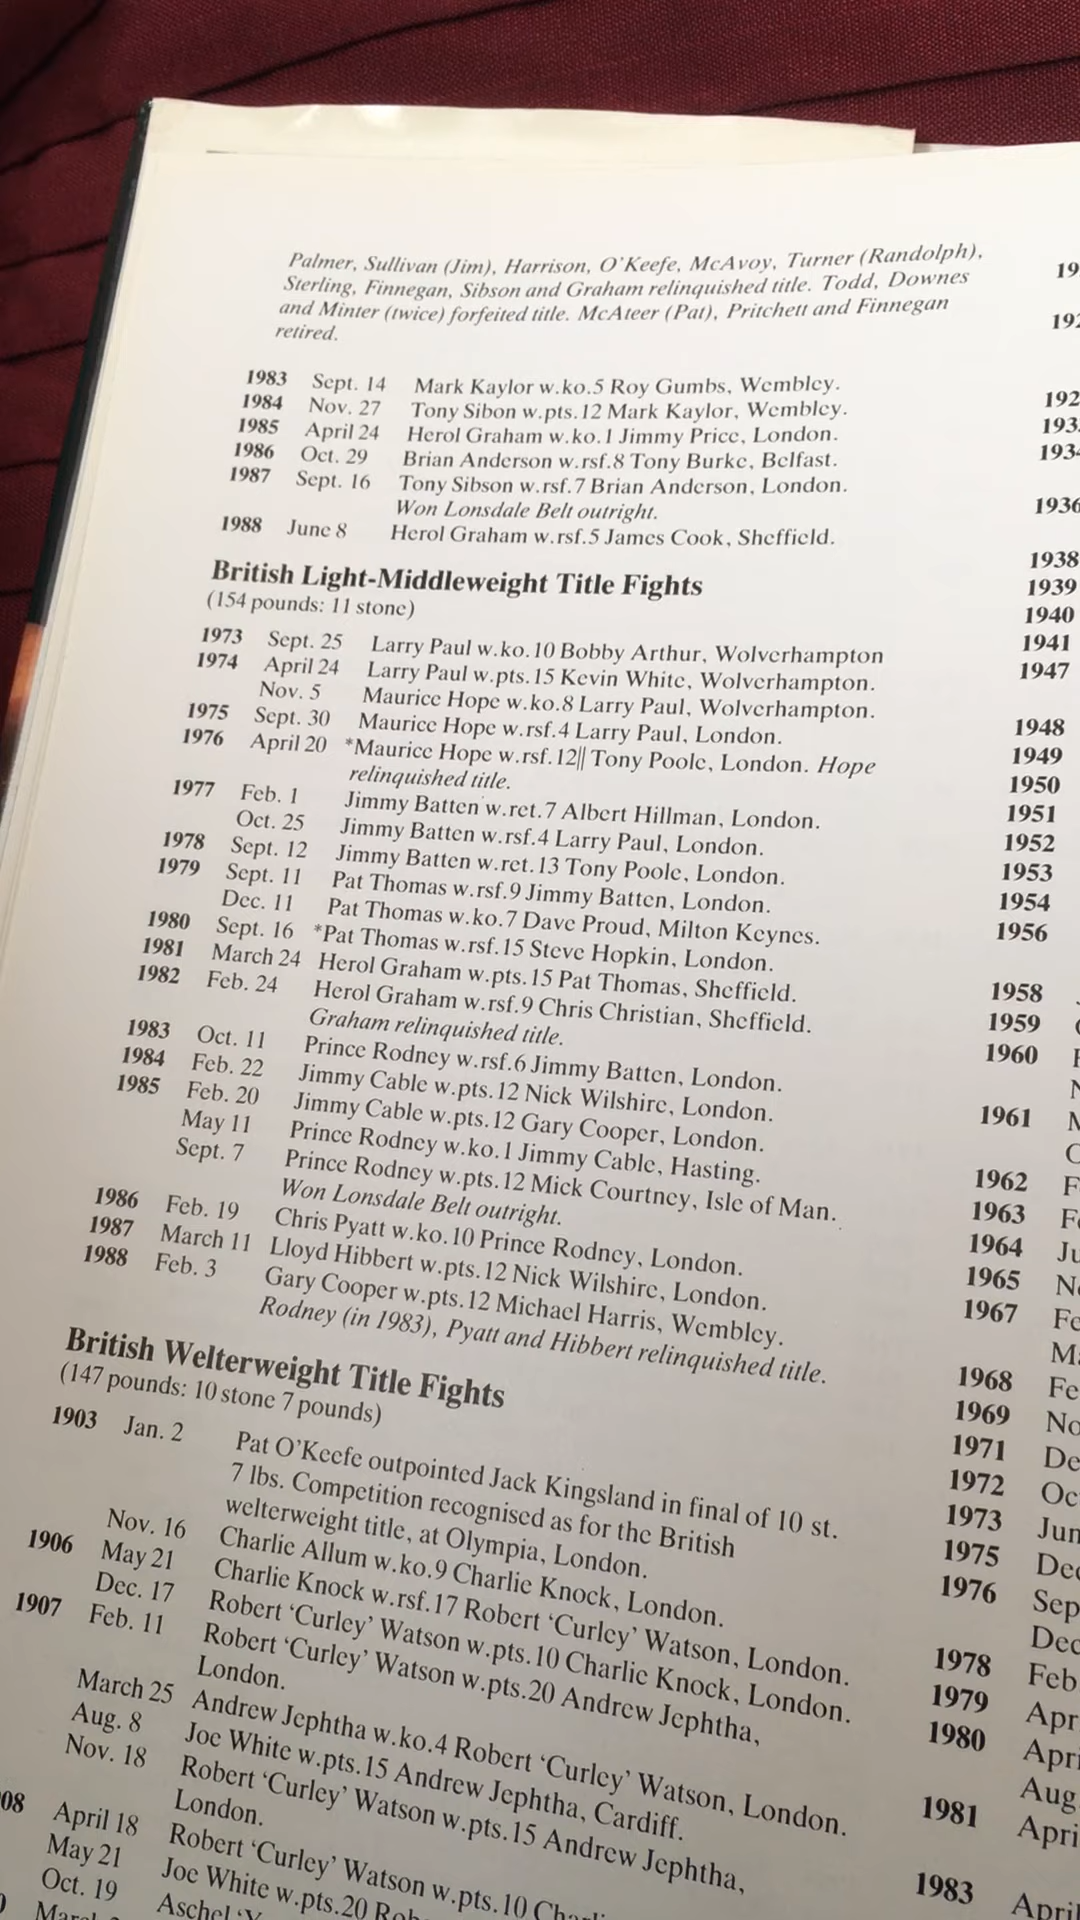 Palmer, Sullivan (Jim), Harrison, O'Keefe, McAvoy, Turner (Randolph),
Sterling, Finnegan, Sibson and Graham relinquished title. Todd, Downes
and Minter (twice) forfeited title. McAteer (Pat), Pritchett and Finnegan
retired.
1983 Sept. 14 Mark Kaylor w.ko.5 Roy Gumbs, Wembley.
1984 Nov. 27 Tony Sibon w.pts.12 Mark Kaylor, Wembley.
1985 April 24 Herol Graham w.ko.1 Jimmy Price, London.
1986 Oct. 29 Brian Anderson w.rsf.8 Tony Burke, Belfast.
1987 Sept. 16 Tony Sibson w.rsf.7 Brian Anderson, London.
Won Lonsdale Belt outright.
1988 June 8 Herol Graham w.rsf.5 James Cook, Sheffield.
British Light-Middleweight Title Fights
(154 pounds: 11 stone)
1973 Sept. 25 Larry Paul w.ko.10 Bobby Arthur, Wolverhampton
1974 April 24 Larry Paul w.pts.15 Kevin White, Wolverhampton.
Nov. 5 Maurice Hope w.ko.8 Larry Paul, Wolverhampton.
1975 Sept. 30 Maurice Hope w.rsf.4 Larry Paul, London.
1976 April 20 *Maurice Hope w.rsf.12|| Tony Poole, London. Hope
relinquished title.
1977 Feb. 1 Jimmy Batten w.ret.7 Albert Hillman, London.
Oct. 25 Jimmy Batten w.rsf.4 Larry Paul, London.
1978 Sept. 12 Jimmy Batten w.ret.13 Tony Poole, London.
1979 Sept. 11 Pat Thomas w.rsf.9 Jimmy Batten, London.
Dec. 11 Pat Thomas w.ko.7 Dave Proud, Milton Keynes.
1980 Sept. 16 *Pat Thomas w.rsf.15 Steve Hopkin, London.
1981 March 24 Herol Graham w.pts.15 Pat Thomas, Sheffield.
1982 Feb. 24 Herol Graham w.rsf.9 Chris Christian, Sheffield.
Graham relinquished title.
1983 Oct. 11 Prince Rodney w.rsf.6 Jimmy Batten, London.
1984 Feb. 22 Jimmy Cable w.pts.12 Nick Wilshire, London.
1985 Feb. 20 Jimmy Cable w.pts.12 Gary Cooper, London.
May 11 Prince Rodney w.ko.1 Jimmy Cable, Hasting.
Sept. 7 Prince Rodney w.pts.12 Mick Courtney, Isle of Man.
Won Lonsdale Belt outright.
1986 Feb. 19 Chris Pyatt w.ko.10 Prince Rodney, London.
1987 March 11 Lloyd Hibbert w.pts.12 Nick Wilshire, London.
1988 Feb. 3 Gary Cooper w.pts.12 Michael Harris, Wembley.
Rodney (in 1983), Pyatt and Hibbert relinquished title.
British Welterweight Title Fights
(147 pounds: 10 stone 7 pounds)
1903 Jan. 2 Pat O'Keefe outpointed Jack Kingsland in final of 10 st.
7 lbs. Competition recognised as for the British
welterweight title, at Olympia, London.
Nov. 16 Charlie Allum w.ko.9 Charlie Knock, London.
1906 May 21 Charlie Knock w.rsf.17 Robert 'Curley' Watson, London.
Dec. 17 Robert 'Curley' Watson w.pts.10 Charlie Knock, London.
1907 Feb. 11 Robert 'Curley' Watson w.pts.20 Andrew Jephtha,
London.
March 25 Andrew Jephtha w.ko.4 Robert 'Curley' Watson, London.
Aug. 8 Joe White w.pts.15 Andrew Jephtha, Cardiff.
Nov. 18 Robert 'Curley' Watson w.pts.15 Andrew Jephtha,
London.
08 April 18 Robert 'Curley' Watson w.pts.10
May 21 Joe White w.pts.20
Oct. 19
1936
1938
1939
1940
1941
1947
1948
1949
1950
1951
1952
1953
1954
1956
1958
1959
1960
1961
1962
1963
1964
1965
1967
1968
1969
1971
1972
1973
1975
1976
1978 Feb
1979
1980
Aug
1981
1983